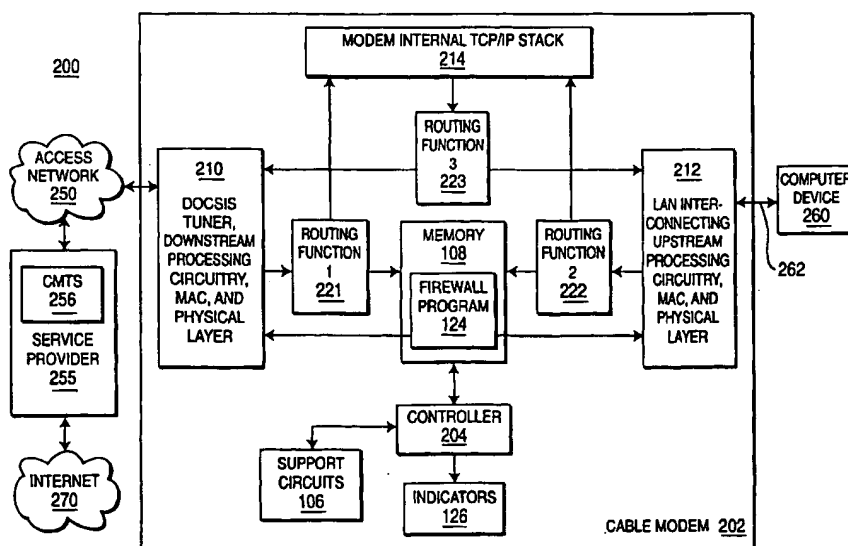 200
MODEM INTERNAL TCP/IP STACK
214
ROUTING
FUNCTION
3
223
ACCESS
NETWORK
250
210
DOCSIS
TUNER,
DOWNSTREAM
PROCESSING
CIRCUITRY,
MAC, AND
PHYSICAL
LAYER
212
LAN INTER-
CONNECTING
UPSTREAM
PROCESSING
CIRCUITRY,
MAC, AND
PHYSICAL
LAYER
COMPUTER
DEVICE
260
262
ROUTING
FUNCTION
1
221
MEMORY
108
FIREWALL
PROGRAM
124
ROUTING
FUNCTION
2
222
CMTS
256
SERVICE
PROVIDER
255
CONTROLLER
204
INTERNET
270
SUPPORT
CIRCUITS
106
INDICATORS
126
CABLE MODEM 202